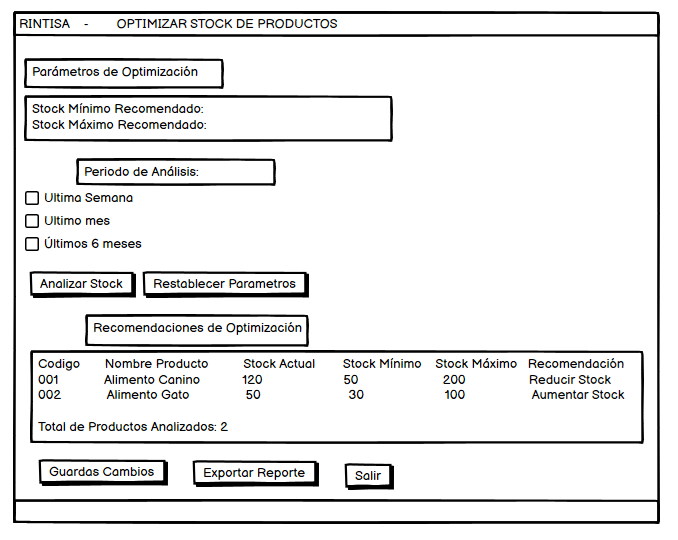 RINTISA - OPTIMIZAR STOCK DE PRODUCTOS
Parámetros de Optimización
Stock Mínimo Recomendado:
Stock Máximo Recomendado:
Periodo de Análisis:
Ultima Semana
Ultimo mes
Últimos 6 meses
Analizar Stock Restablecer Parametros
Recomendaciones de Optimización
Codigo Nombre Producto Stock Actual Stock Mínimo Stock Máximo Recomendación
001 Alimento Canino 120 50 200 Reducir Stock
002 Alimento Gato 50 30 100 Aumentar Stock
Total de Productos Analizados: 2
Guardas Cambios Exportar Reporte Salir